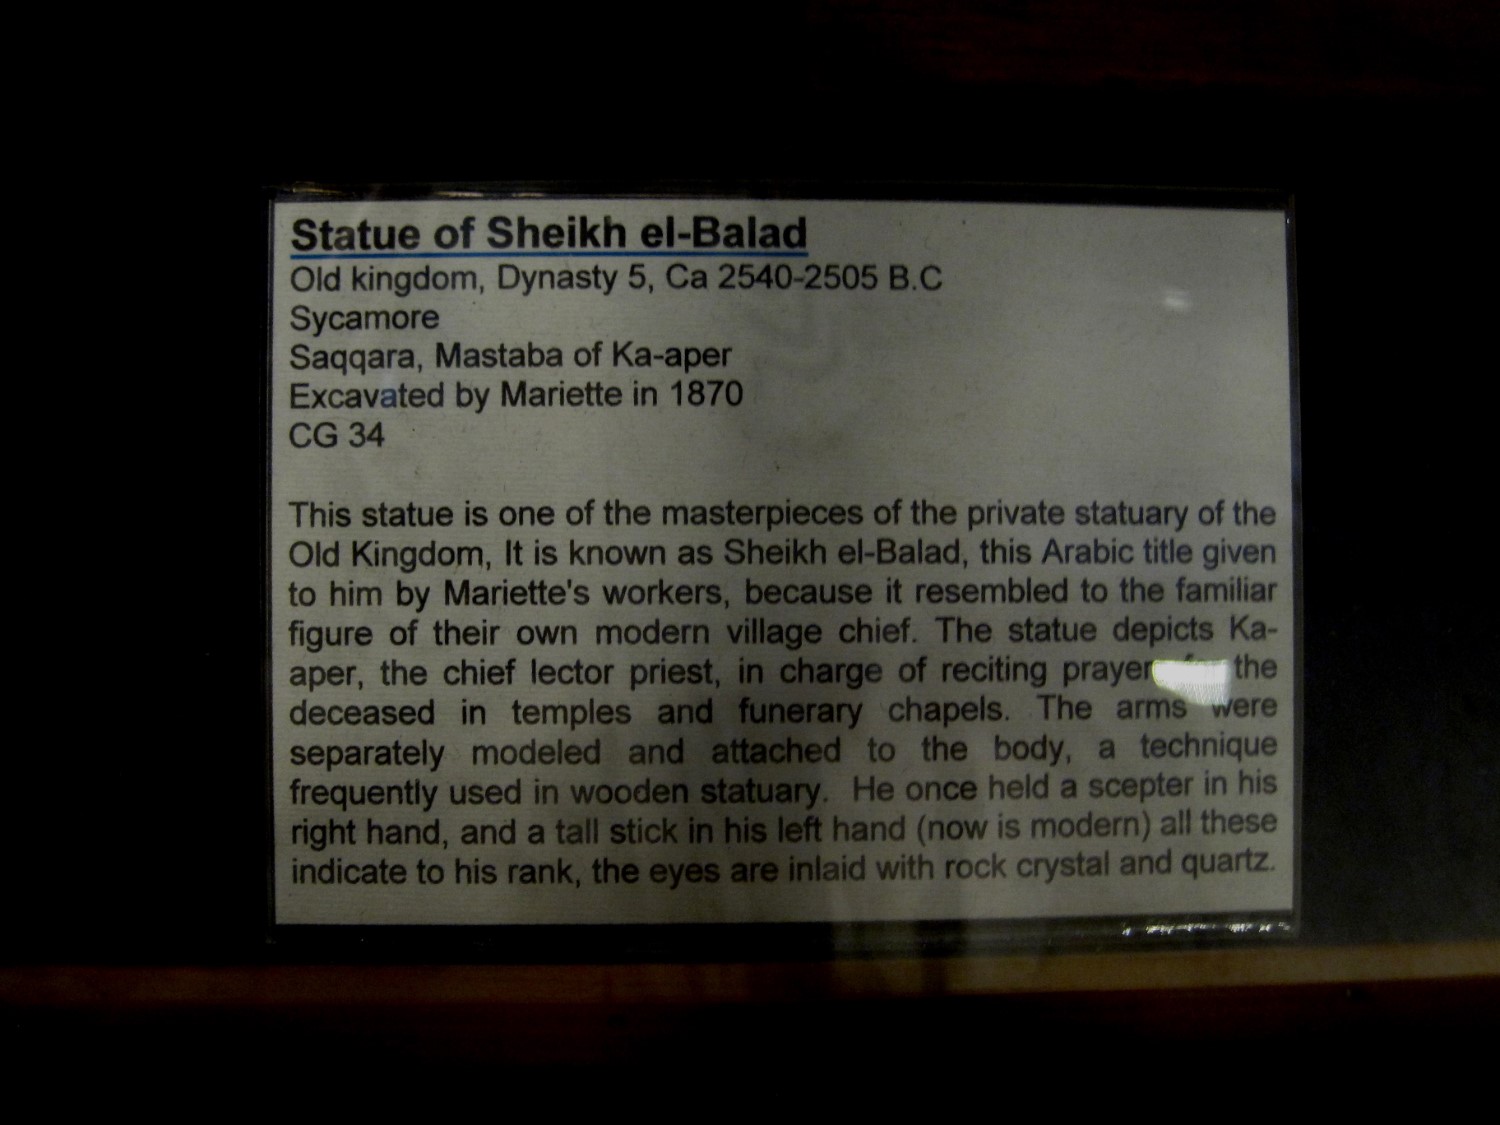 Statue of Sheikh el-Balad
Old kingdom, Dynasty 5, Ca 2540-2505 B.C
Sycamore
Saqqara, Mastaba of Ka-aper
Excavated by Mariette in 1870
CG 34
This statue is one of the masterpieces of the private statuary of the
Old Kingdom, It is known as Sheikh el-Balad, this Arabic title given
to him by Mariette's workers, because it resembled to the familiar
figure of their own modern village chief. The statue depicts Ka-
aper, the chief lector priest, in charge of reciting prayer the
deceased in temples and funerary chapels. The arms were
separately modeled and attached to the body, a technique
frequently used in wooden statuary. He once held a scepter in his
right hand, and a tall stick in his left hand (now is modern) all these
indicate to his rank, the eyes are inlaid with rock crystal and quartz.